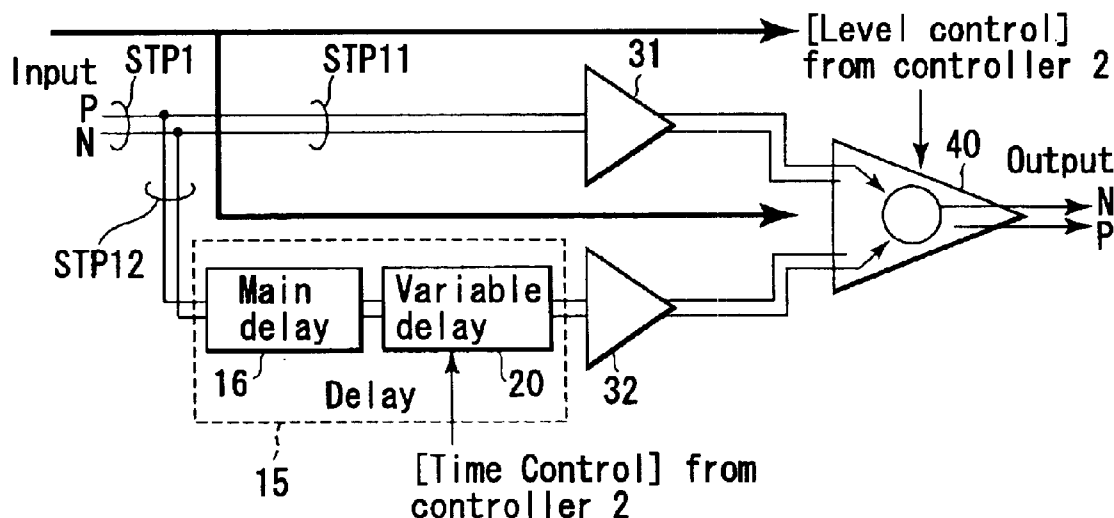 [Level control]
from controller 2
STP1
STP11
31
Input
P
N
40
Output
N
P
STP12
Main
delay
Variable
delay
16
20
32
Delay
15
[Time Control] from
controller 2